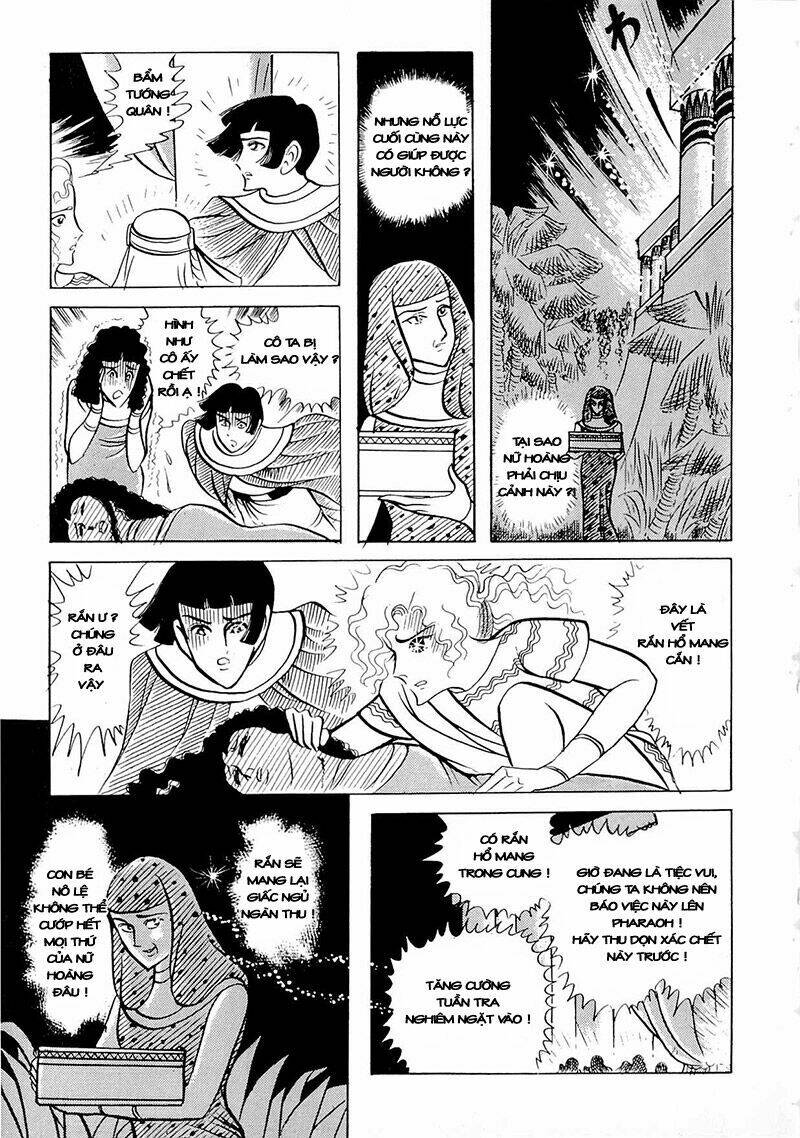 わ
TẠI SAO
NỮ HOÀNG
PHẢI CHỊU
CẢNH NÀY ?!
NHƯNG NỖ LỰC
CUỐI CÙNG NÀY
CÓ GIÚP ĐƯỢC
NGƯỜI KHÔNG ?
BẨM
TƯỚNG
QUÂN !
CÔ TA BỊ
LÀM SAO VẬY ?
HÌNH
NHƯ
CÔ ẤY
CHẾT
RỒI Ạ !
ĐÂY LÀ
VẾT
RẮN HỔ MANG
CẮN !
RẮN Ư ?
CHÚNG
Ở ĐÂU
RA
VẬY
CÓ RẮN
HỔ MANG
TRONG CUNG !
GIỜ ĐANG LÀ TIỆC VUI,
CHÚNG TA KHÔNG NÊN
BÁO VIỆC NÀY LÊN
PHARAOH !
HÃY THU DỌN XÁC CHẾT
NÀY TRƯỚC !
TĂNG CƯỜNG
TUẦN TRA
NGHIÊM NGẶT VÀO !
RẮN SẼ
MANG LẠI
GIẤC NGỦ
NGÀN THU !
CON BÉ
NÔ LỆ
KHÔNG THỂ
CƯỚP HẾT
MỌI THỨ
CỦA NỮ
HOÀNG
ĐÂU !